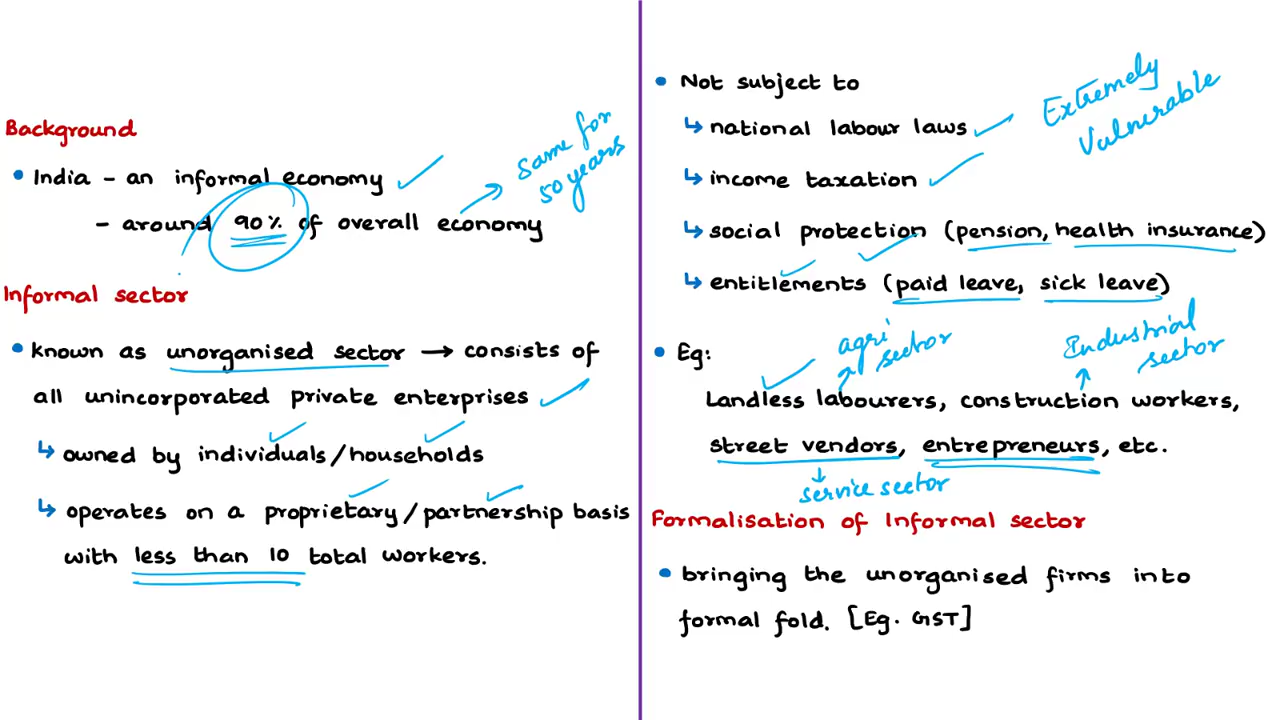 Background
• India - an informal economy
- around 90% of overall economy
same for
50 years
Informal sector
• known as unorganised sector → consists of
all unincorporated private enterprises
↳ owned by individuals/households
↳ operates on a proprietary/partnership basis
with less than 10 total workers.
• Not subject to
↳ national labour laws
Extremely
Vulnerable
↳ income taxation
↳ social protection (pension, health insurance)
↳ entitlements (paid leave, sick leave)
• Eg:
agri
sector
Industrial
sector
Landless labourers, construction workers,
street vendors, entrepreneurs, etc.
service sector
Formalisation of Informal sector
• bringing the unorganised firms into
formal fold. [Eg. GST]